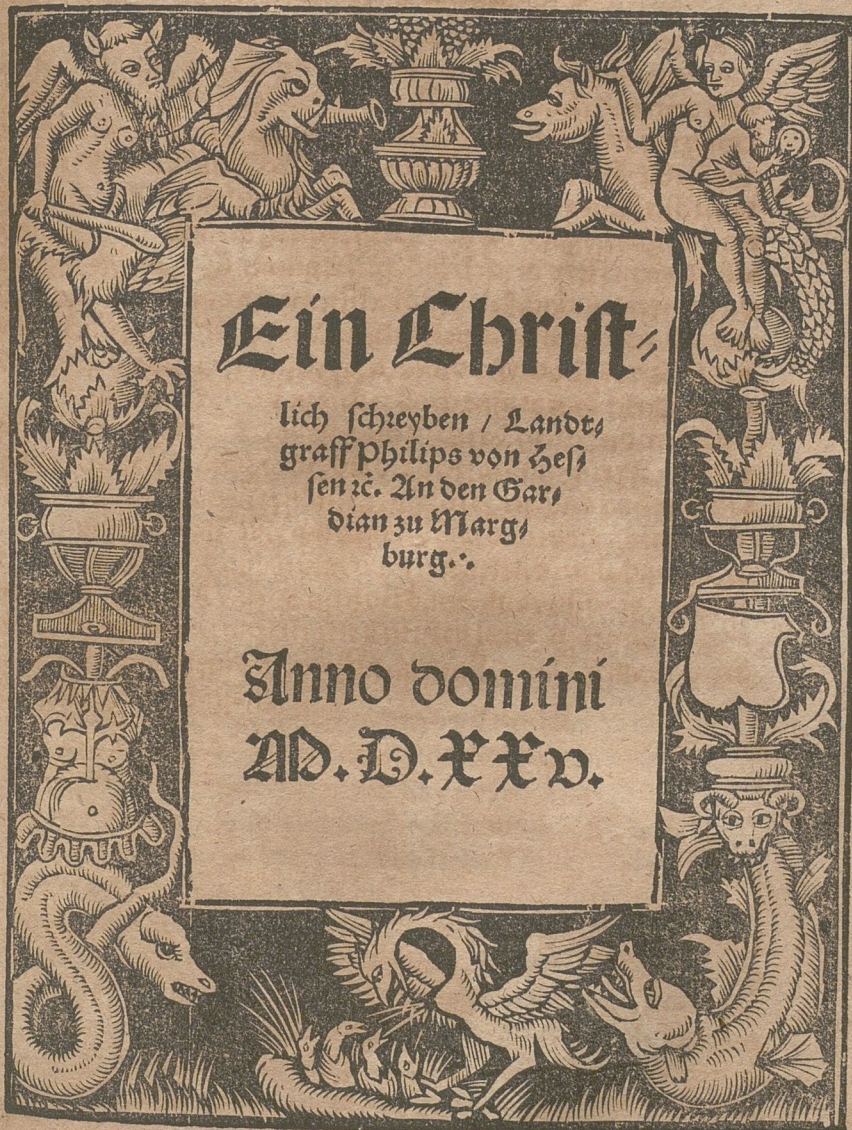 Ein Christ⸗
lich schreyben / Landt⸗
graff Philips von Hes⸗
sen ꝛc̃. An den Gar⸗
dian zu Marg⸗
burg.·.
Anno domini
M.D.XXv.